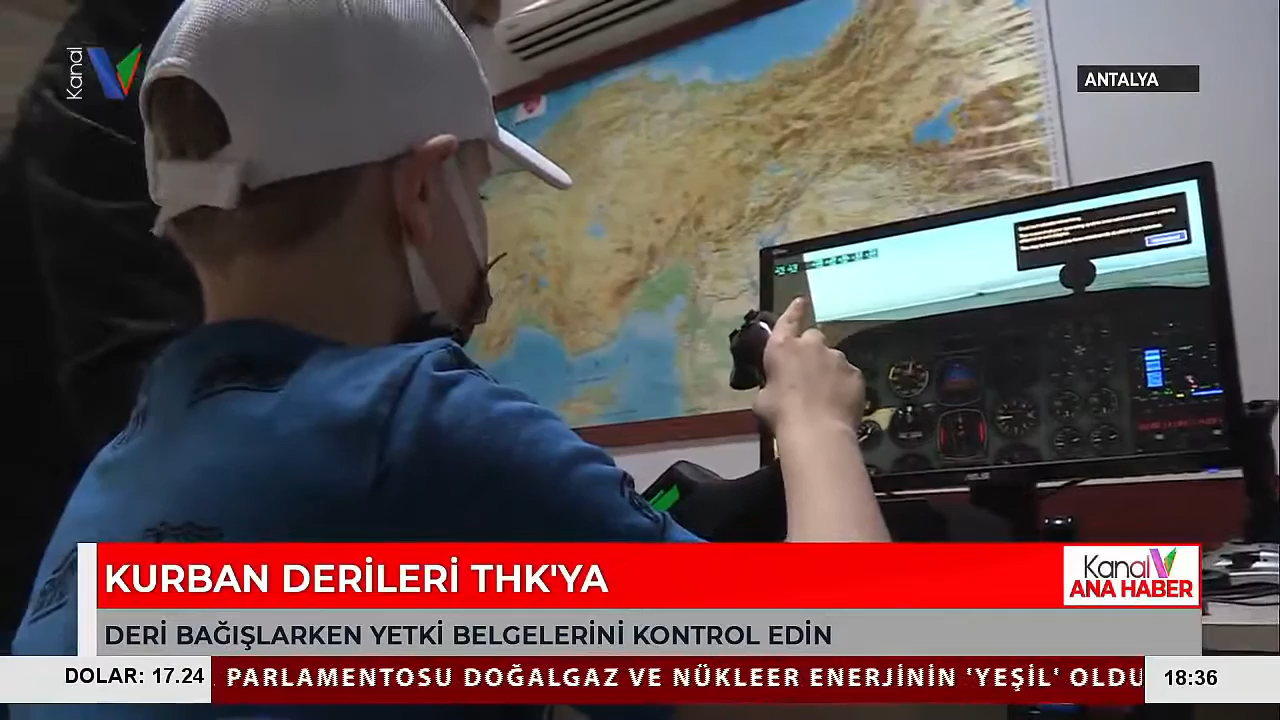 Kanal V
ANTALYA
KURBAN DERİLERİ THK'YA
Kanal V
ANA HABER
DERİ BAĞIŞLARKEN YETKİ BELGELERİNİ KONTROL EDİN
DOLAR: 17.24
PARLAMENTOSU DOĞALGAZ VE NÜKLEER ENERJİNİN 'YEŞİL' OLDU
18:36